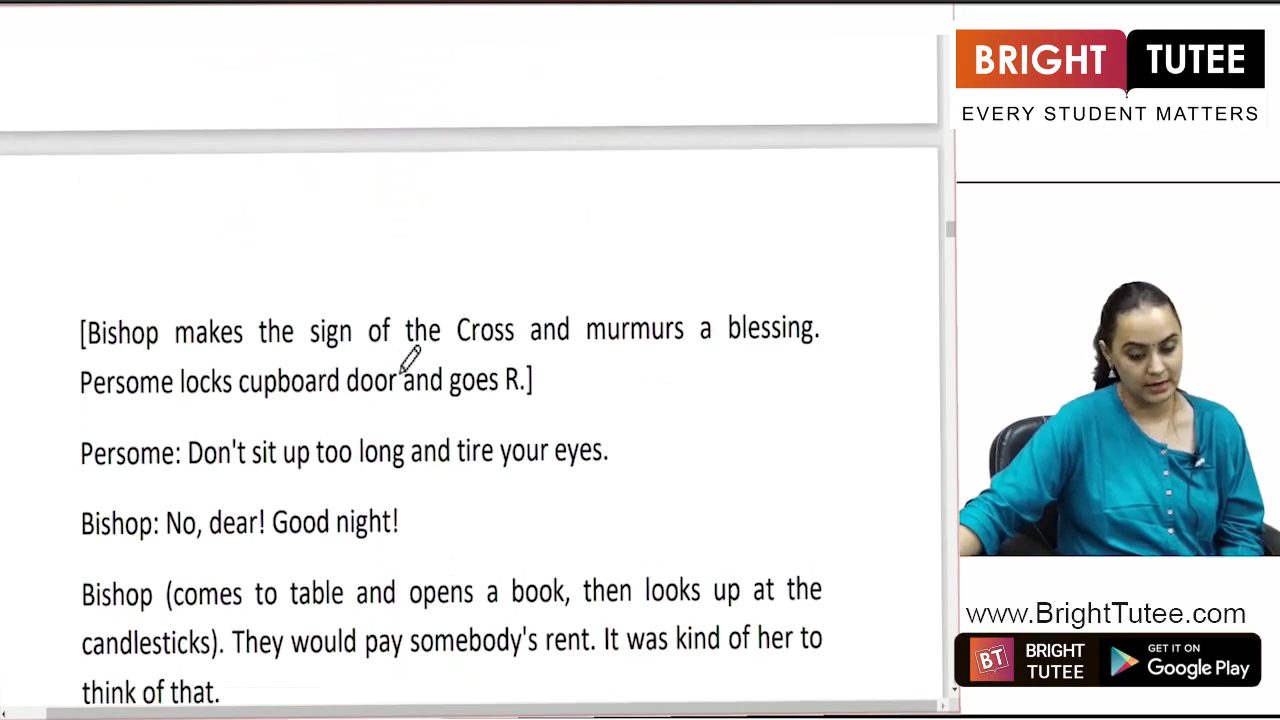 BRIGHT TUTEE
EVERY STUDENT MATTERS
[Bishop makes the sign of the Cross and murmurs a blessing.
Persome locks cupboard door and goes R.]
Persome: Don't sit up too long and tire your eyes.
Bishop: No, dear! Good night!
Bishop (comes to table and opens a book, then looks up at the
candlesticks). They would pay somebody's rent. It was kind of her to
think of that.
www.BrightTutee.com
BT
BRIGHT
TUTEE
GET IT ON
Google Play